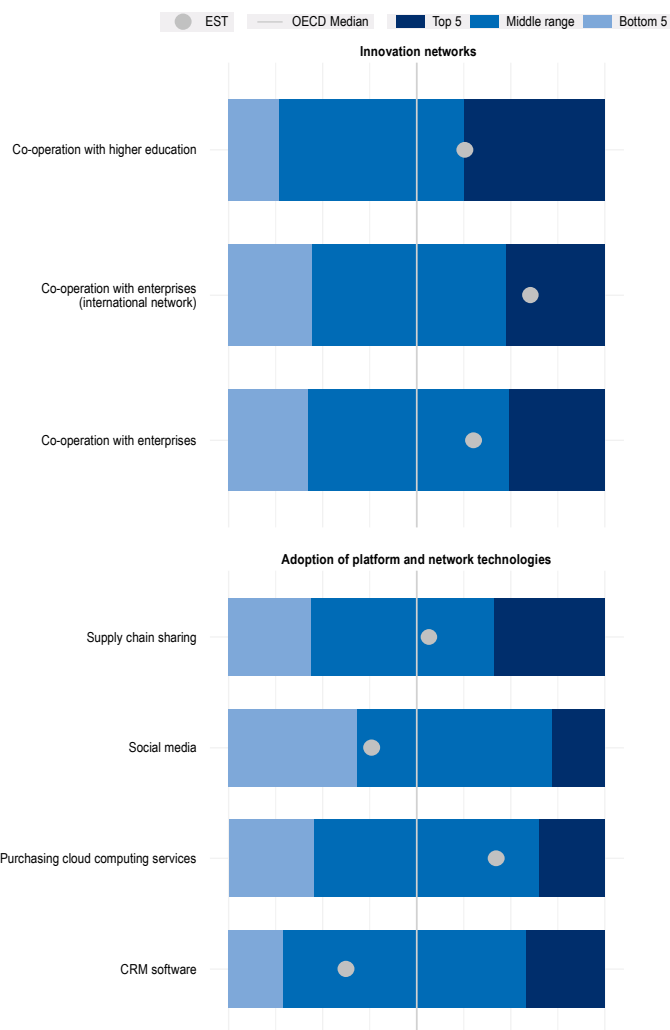 EST OECD Median Top 5 Middle range Bottom 5
Innovation networks
Co-operation with higher education
Co-operation with enterprises
(international network)
Co-operation with enterprises
Adoption of platform and network technologies
Supply chain sharing
Social media
Purchasing cloud computing services
CRM software